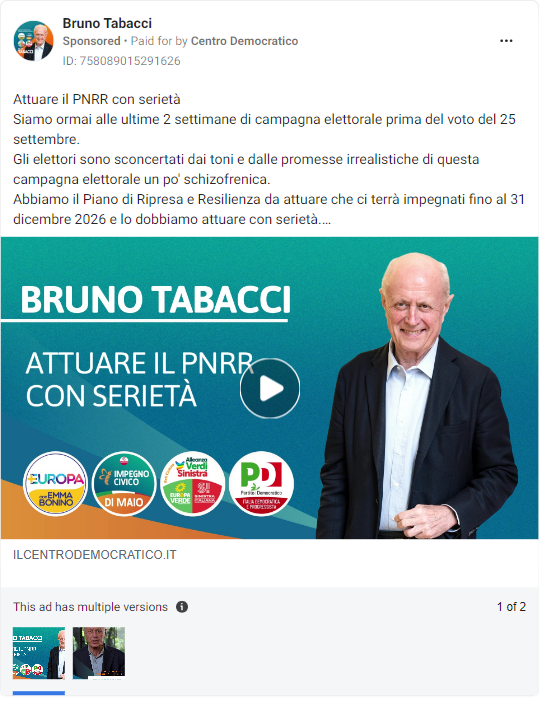 Bruno Tabacci
Sponsored • Paid for by Centro Democratico
ID: 758089015291626
Attuare il PNRR con serietà
Siamo ormai alle ultime 2 settimane di campagna elettorale prima del voto del 25
settembre.
Gli elettori sono sconcertati dai toni e dalle promesse irrealistiche di questa
campagna elettorale un po' schizofrenica.
Abbiamo il Piano di Ripresa e Resilienza da attuare che ci terrà impegnati fino al 31
dicembre 2026 e lo dobbiamo attuare con serietà....
BRUNO TABACCI
ATTUARE IL PNRR
CON SERIETÀ
EUROPA
CON EMMA
BONINO
IMPEGNO
CIVICO
DI MAIO
Alleanza
Verdi
Sinistra
EUROPA
VERDE
SINISTRA
ITALIANA
PD
Partito Democratico
ITALIA DEMOCRATICA
E PROGRESSISTA
ILCENTRODEMOCRATICO.IT
This ad has multiple versions
1 of 2